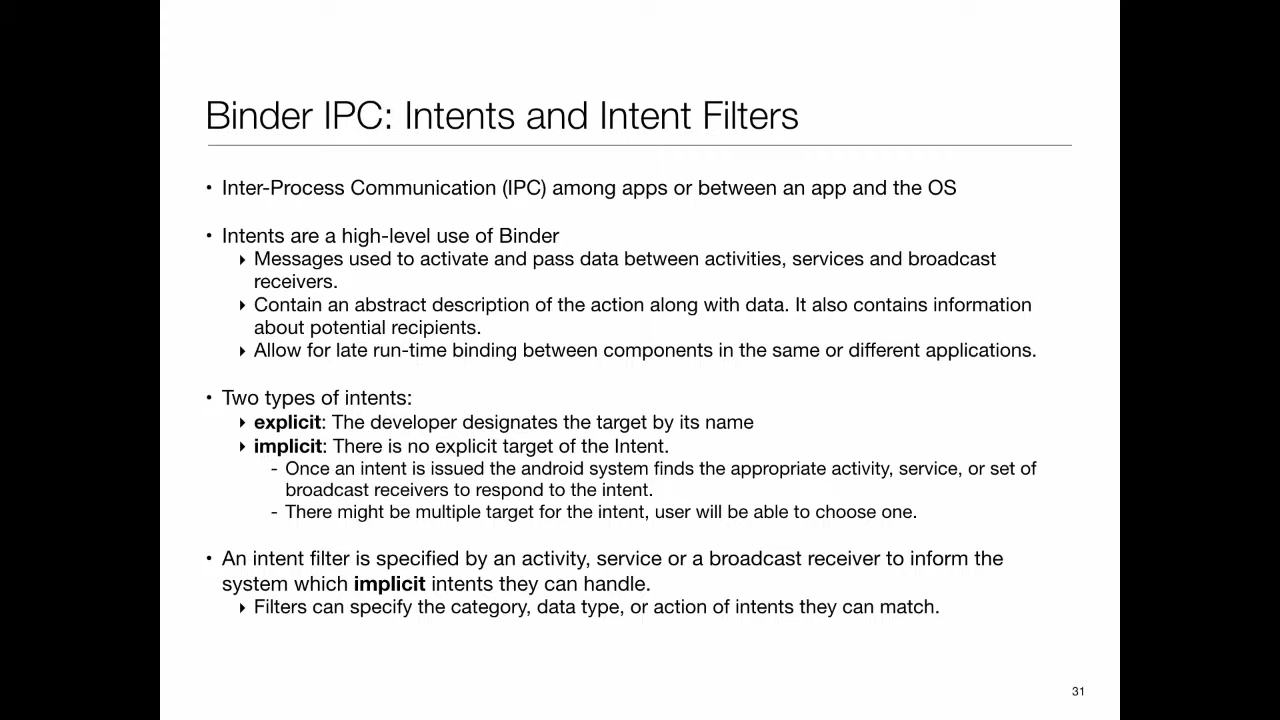 Binder IPC: Intents and Intent Filters
• Inter-Process Communication (IPC) among apps or between an app and the OS
• Intents are a high-level use of Binder
‣ Messages used to activate and pass data between activities, services and broadcast
receivers.
‣ Contain an abstract description of the action along with data. It also contains information
about potential recipients.
‣ Allow for late run-time binding between components in the same or different applications.
• Two types of intents:
‣ explicit: The developer designates the target by its name
‣ implicit: There is no explicit target of the Intent.
- Once an intent is issued the android system finds the appropriate activity, service, or set of
broadcast receivers to respond to the intent.
- There might be multiple target for the intent, user will be able to choose one.
• An intent filter is specified by an activity, service or a broadcast receiver to inform the
system which implicit intents they can handle.
‣ Filters can specify the category, data type, or action of intents they can match.
31